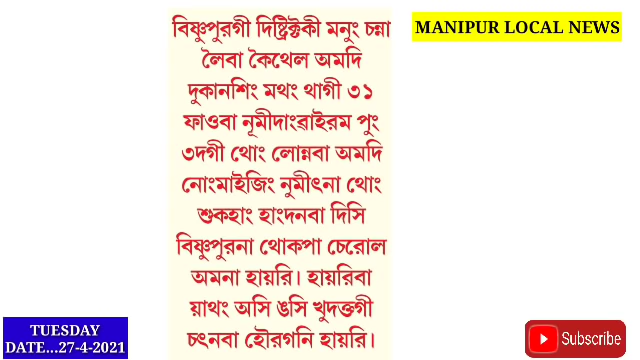 বিষ্ণুপুরগী দিষ্ট্রিক্টকী মনুং চন্না
লৈবা কৈথেল অমদি
দুকানশিং মথং থাগী ৩১
ফাওবা নূমীদাংৱাইরম পুং
৩দগী থোং লোন্নবা অমদি
নোংমাইজিং নুমীৎনা থোং
শুকহাং হাংদনবা দিসি
বিষ্ণুপুরনা থোকপা চেরোল
অমনা হায়রি। হায়রিবা
য়াথং অসি ঙসি খুদক্তগী
চৎনবা হৌরগনি হায়রি।
MANIPUR LOCAL NEWS
TUESDAY
DATE...27-4-2021
Subscribe